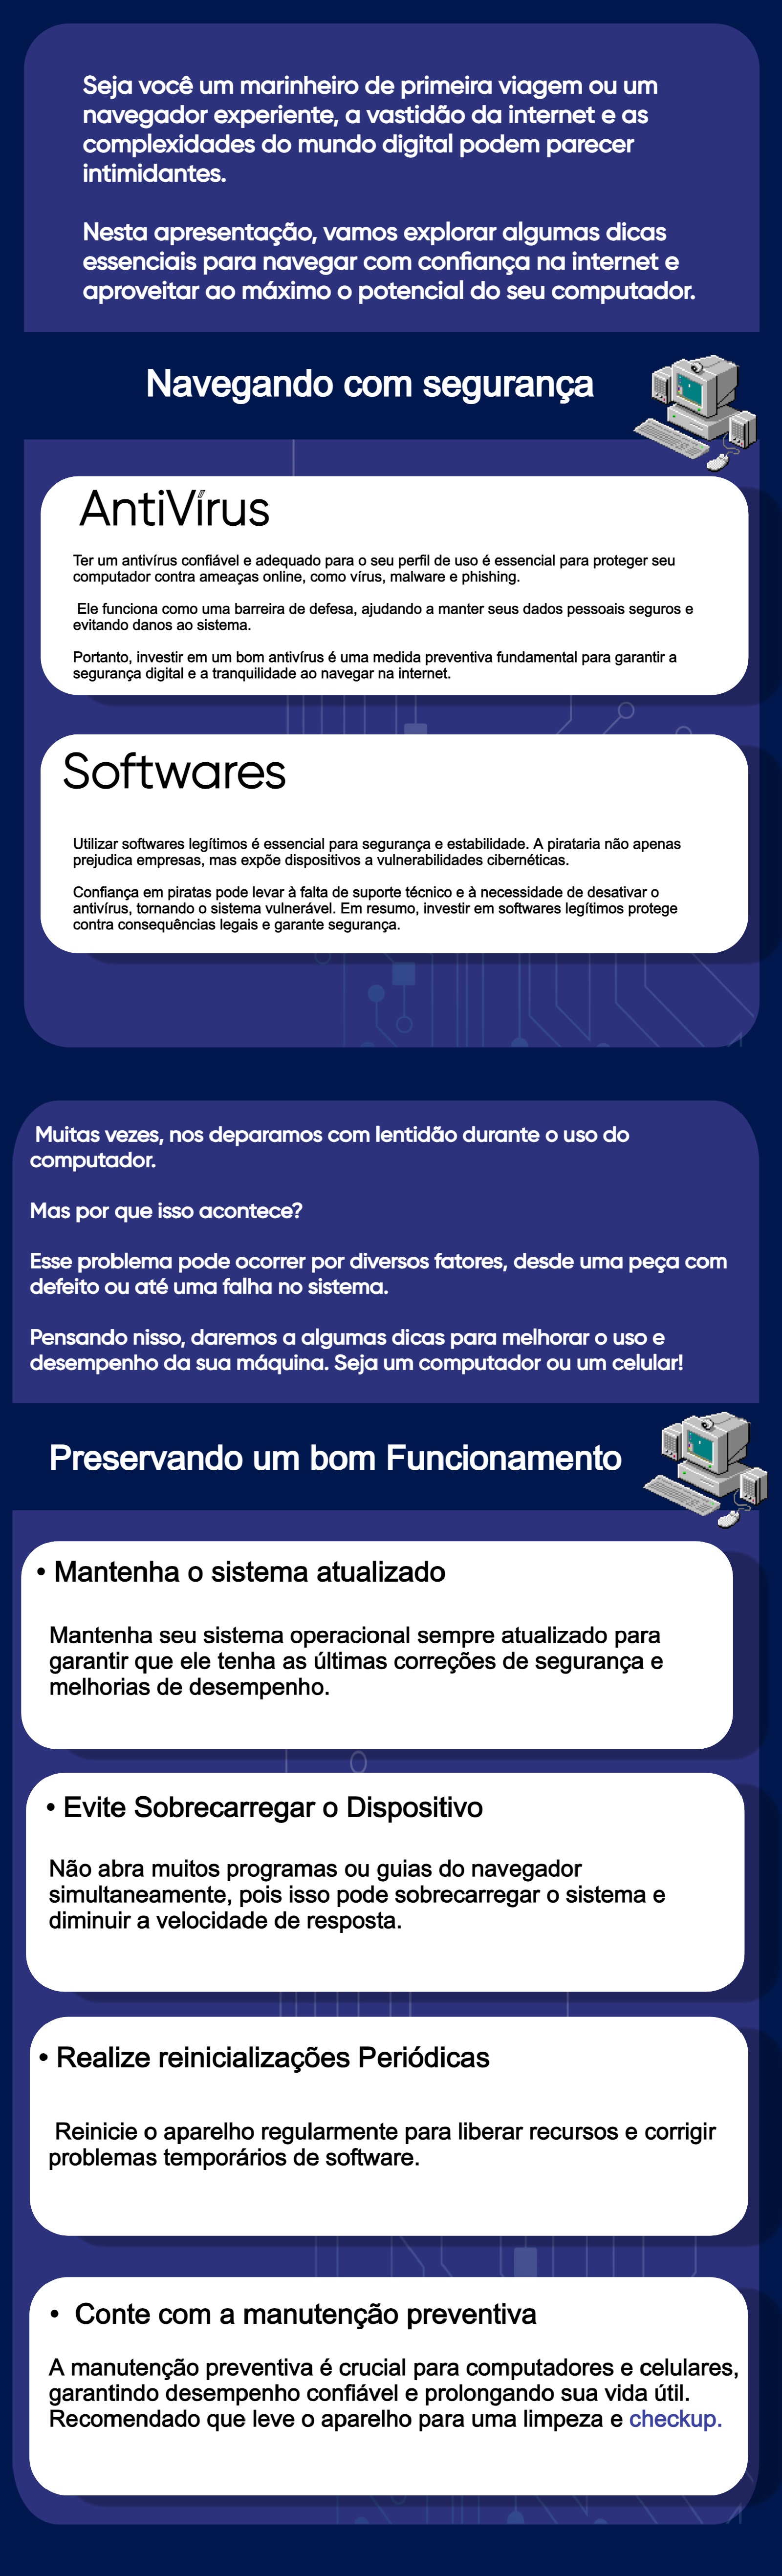 Seja você um marinheiro de primeira viagem ou um
navegador experiente, a vastidão da internet e as
complexidades do mundo digital podem parecer
intimidantes.
Nesta apresentação, vamos explorar algumas dicas
essenciais para navegar com confiança na internet e
aproveitar ao máximo o potencial do seu computador.
Navegando com segurança
AntiVírus
Ter um antivírus confiável e adequado para o seu perfil de uso é essencial para proteger seu
computador contra ameaças online, como vírus, malware e phishing.
Ele funciona como uma barreira de defesa, ajudando a manter seus dados pessoais seguros e
evitando danos ao sistema.
Portanto, investir em um bom antivírus é uma medida preventiva fundamental para garantir a
segurança digital e a tranquilidade ao navegar na internet.
Softwares
Utilizar softwares legítimos é essencial para segurança e estabilidade. A pirataria não apenas
prejudica empresas, mas expõe dispositivos a vulnerabilidades cibernéticas.
Confiança em piratas pode levar à falta de suporte técnico e à necessidade de desativar o
antivírus, tornando o sistema vulnerável. Em resumo, investir em softwares legítimos protege
contra consequências legais e garante segurança.
Muitas vezes, nos deparamos com lentidão durante o uso do
computador.
Mas por que isso acontece?
Esse problema pode ocorrer por diversos fatores, desde uma peça com
defeito ou até uma falha no sistema.
Pensando nisso, daremos a algumas dicas para melhorar o uso e
desempenho da sua máquina. Seja um computador ou um celular!
Preservando um bom Funcionamento
• Mantenha o sistema atualizado
Mantenha seu sistema operacional sempre atualizado para
garantir que ele tenha as últimas correções de segurança e
melhorias de desempenho.
• Evite Sobrecarregar o Dispositivo
Não abra muitos programas ou guias do navegador
simultaneamente, pois isso pode sobrecarregar o sistema e
diminuir a velocidade de resposta.
• Realize reinicializações Periódicas
Reinicie o aparelho regularmente para liberar recursos e corrigir
problemas temporários de software.
• Conte com a manutenção preventiva
A manutenção preventiva é crucial para computadores e celulares,
garantindo desempenho confiável e prolongando sua vida útil.
Recomendado que leve o aparelho para uma limpeza e checkup.